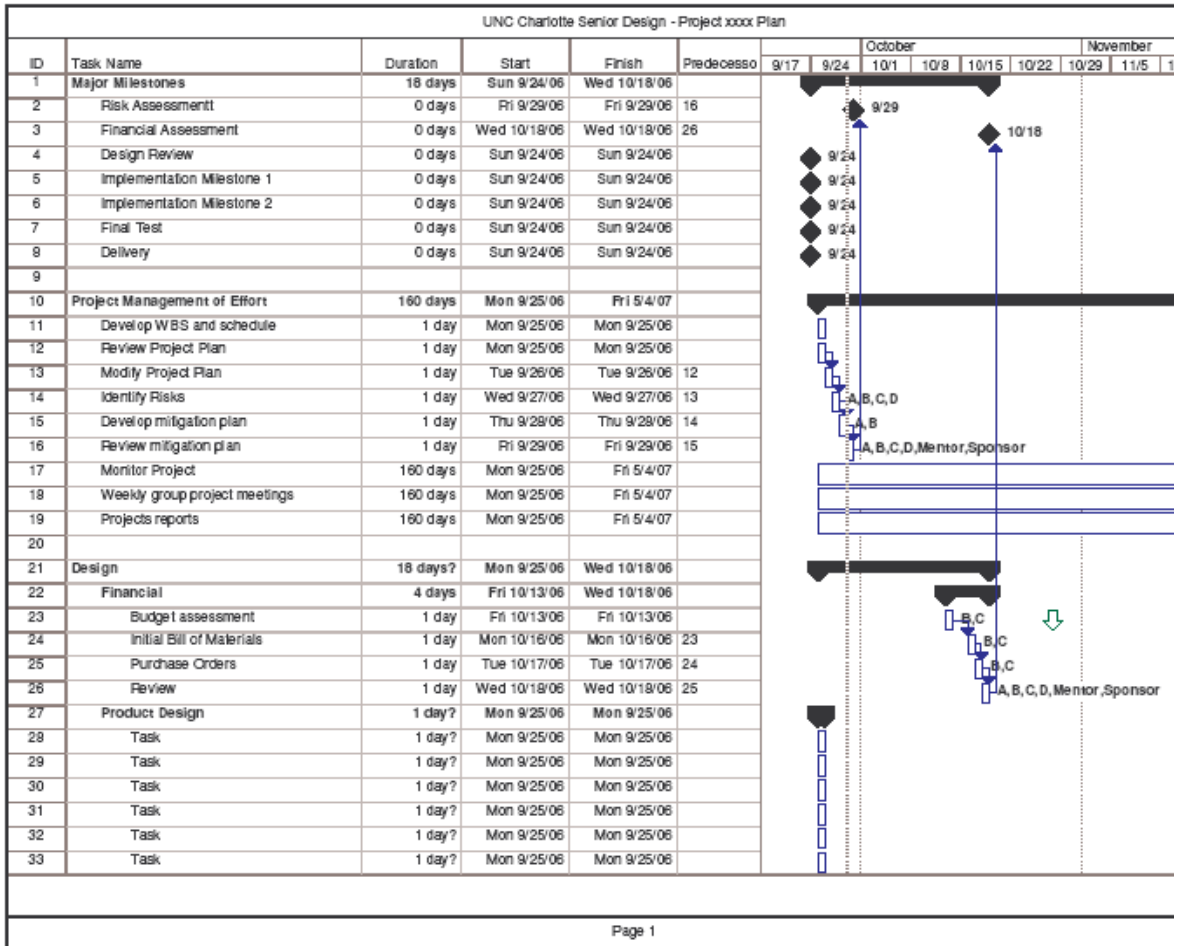 UNC Charlotte Senior Design - Project xxxx Plan
October November
ID Task Name Duration Start Finish Predecesso 9/17 9/24 10/1 10/8 10/15 10/22 10/29 11/5 1
1 Major Milestones 18 days Sun 9/24/06 Wed 10/18/06
2 Risk Assessmentt 0 days Fri 9/29/06 Fri 9/29/06 16 9/29
3 Financial Assessment 0 days Wed 10/18/06 Wed 10/18/06 26 10/18
4 Design Review 0 days Sun 9/24/06 Sun 9/24/06 9/24
5 Implementation Milestone 1 0 days Sun 9/24/06 Sun 9/24/06 9/24
6 Implementation Milestone 2 0 days Sun 9/24/06 Sun 9/24/06 9/24
7 Final Test 0 days Sun 9/24/06 Sun 9/24/06 9/24
8 Delivery 0 days Sun 9/24/06 Sun 9/24/06 9/24
9
10 Project Management of Effort 160 days Mon 9/25/06 Fri 5/4/07
11 Develop WBS and schedule 1 day Mon 9/25/06 Mon 9/25/06
12 Review Project Plan 1 day Mon 9/25/06 Mon 9/25/06
13 Modify Project Plan 1 day Tue 9/26/06 Tue 9/26/06 12
14 Identify Risks 1 day Wed 9/27/06 Wed 9/27/06 13 A,B,C,D
15 Develop mitigation plan 1 day Thu 9/28/06 Thu 9/28/06 14 A,B
16 Review mitigation plan 1 day Fri 9/29/06 Fri 9/29/06 15 A,B,C,D,Mentor,Sponsor
17 Monitor Project 160 days Mon 9/25/06 Fri 5/4/07
18 Weekly group project meetings 160 days Mon 9/25/06 Fri 5/4/07
19 Projects reports 160 days Mon 9/25/06 Fri 5/4/07
20
21 Design 18 days? Mon 9/25/06 Wed 10/18/06
22 Financial 4 days Fri 10/13/06 Wed 10/18/06
23 Budget assessment 1 day Fri 10/13/06 Fri 10/13/06 B,C
24 Initial Bill of Materials 1 day Mon 10/16/06 Mon 10/16/06 23 B,C
25 Purchase Orders 1 day Tue 10/17/06 Tue 10/17/06 24 B,C
26 Review 1 day Wed 10/18/06 Wed 10/18/06 25 A,B,C,D,Mentor,Sponsor
27 Product Design 1 day? Mon 9/25/06 Mon 9/25/06
28 Task 1 day? Mon 9/25/06 Mon 9/25/06
29 Task 1 day? Mon 9/25/06 Mon 9/25/06
30 Task 1 day? Mon 9/25/06 Mon 9/25/06
31 Task 1 day? Mon 9/25/06 Mon 9/25/06
32 Task 1 day? Mon 9/25/06 Mon 9/25/06
33 Task 1 day? Mon 9/25/06 Mon 9/25/06
Page 1